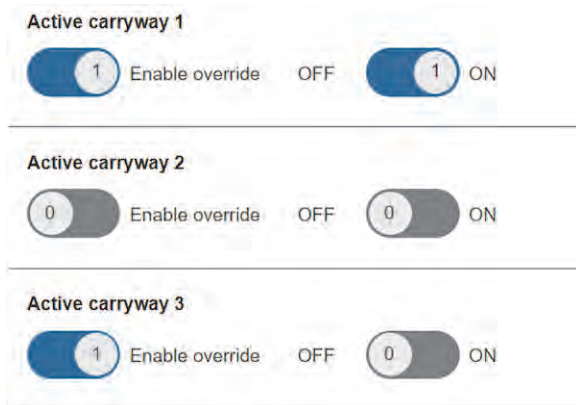 Active carryway 1
1 Enable override OFF 1 ON
Active carryway 2
0 Enable override OFF 0 ON
Active carryway 3
1 Enable override OFF 0 ON